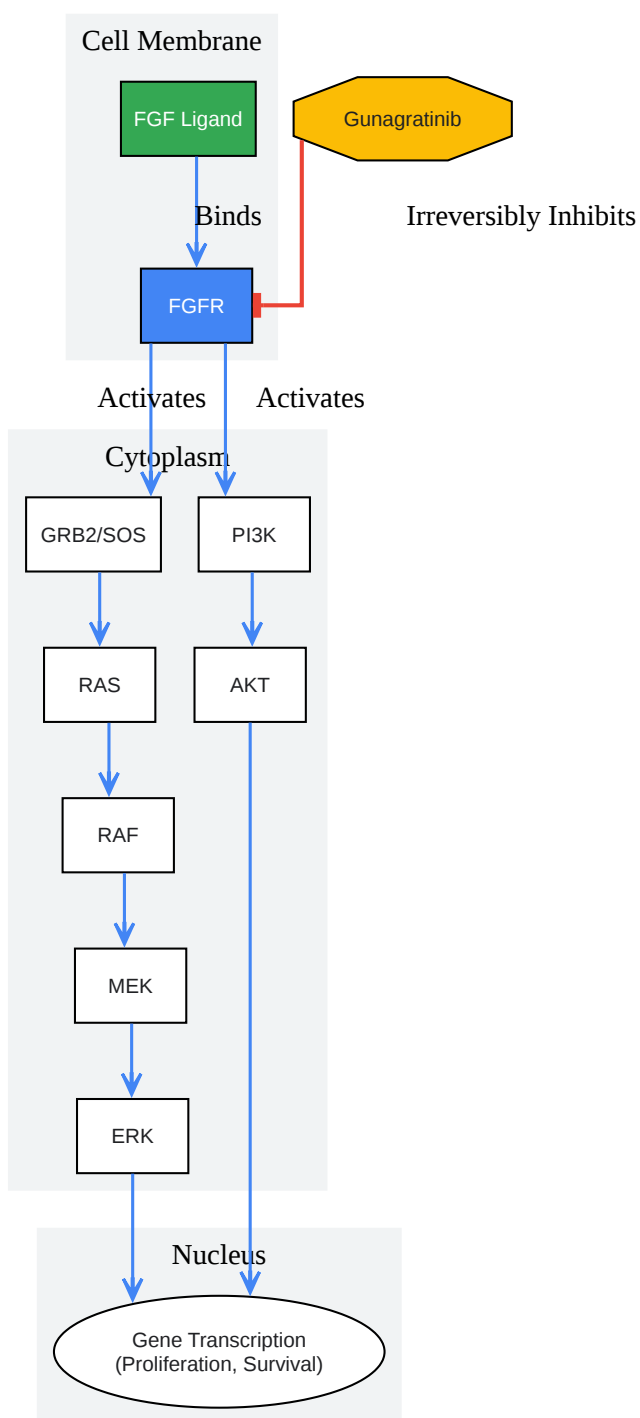 Cell Membrane
FGF Ligand
Gunagratinib
Binds
Irreversibly Inhibits
FGFR
Activates
Activates
Cytoplasm
GRB2/SOS
PI3K
RAS
AKT
RAF
MEK
ERK
Nucleus
Gene Transcription
(Proliferation, Survival)